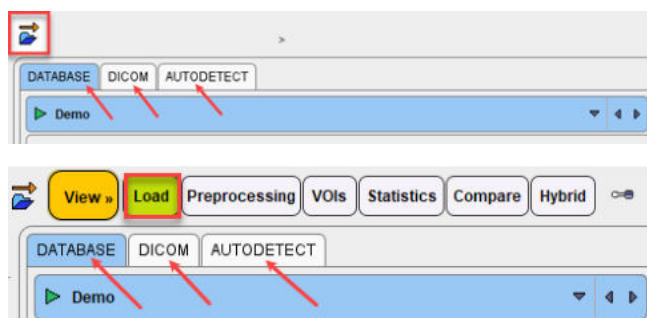 >
DATABASE DICOM AUTODETECT
Demo
View » Load Preprocessing VOIs Statistics Compare Hybrid
DATABASE DICOM AUTODETECT
Demo